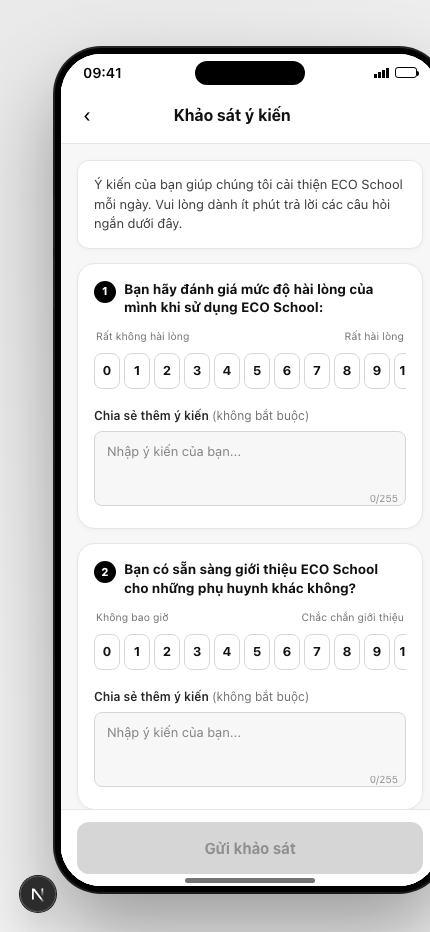 09:41
‹
Khảo sát ý kiến
Ý kiến của bạn giúp chúng tôi cải thiện ECO School
mỗi ngày. Vui lòng dành ít phút trả lời các câu hỏi
ngắn dưới đây.
1 Bạn hãy đánh giá mức độ hài lòng của
mình khi sử dụng ECO School:
Rất không hài lòng Rất hài lòng
0 1 2 3 4 5 6 7 8 9 1
Chia sẻ thêm ý kiến (không bắt buộc)
Nhập ý kiến của bạn...
0/255
2 Bạn có sẵn sàng giới thiệu ECO School
cho những phụ huynh khác không?
Không bao giờ Chắc chắn giới thiệu
0 1 2 3 4 5 6 7 8 9 1
Chia sẻ thêm ý kiến (không bắt buộc)
Nhập ý kiến của bạn...
0/255
Gửi khảo sát
N